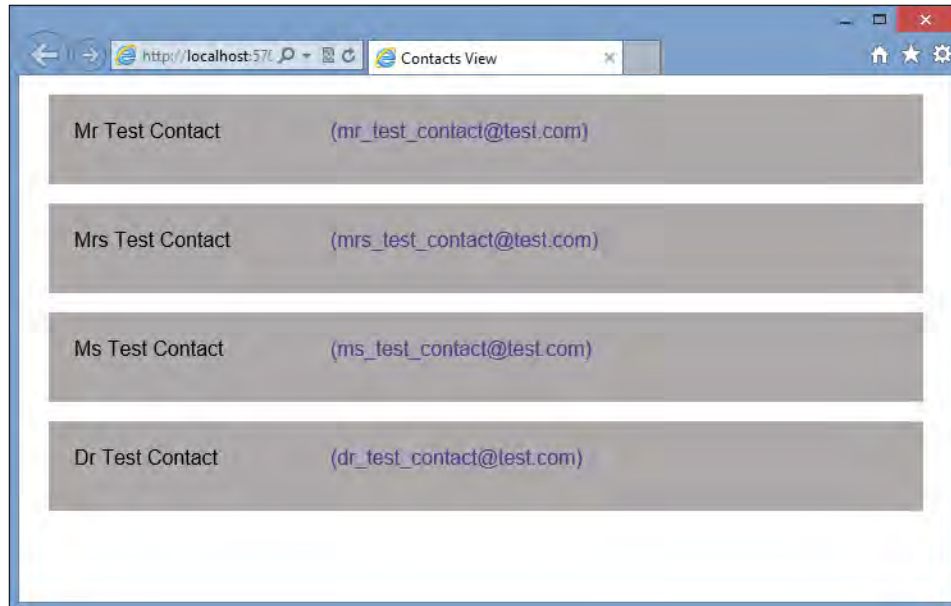 http://localhost:57
Contacts View
Mr Test Contact (mr_test_contact@test.com)
Mrs Test Contact (mrs_test_contact@test.com)
Ms Test Contact (ms_test_contact@test.com)
Dr Test Contact (dr_test_contact@test.com)